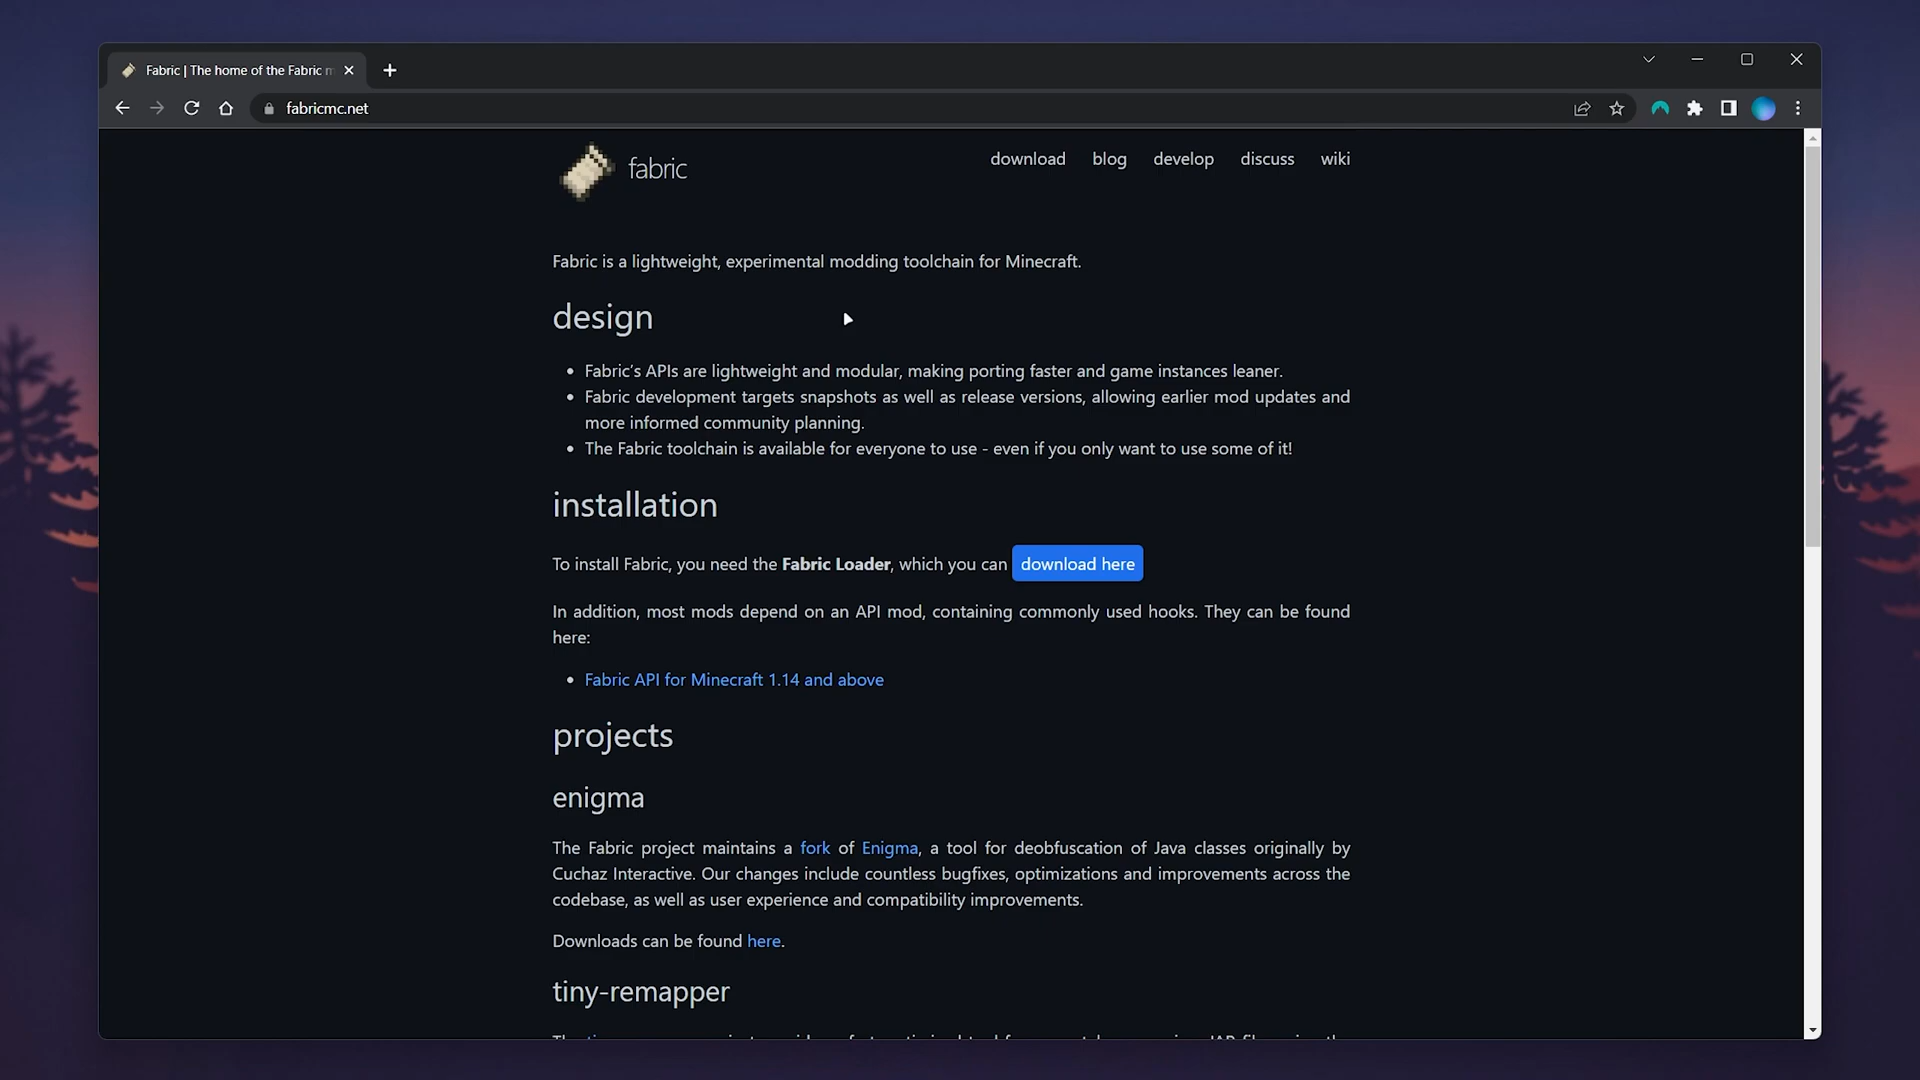 Fabric | The home of the Fabric m
fabricmc.net
fabric
download blog develop discuss wiki
Fabric is a lightweight, experimental modding toolchain for Minecraft.
design
• Fabric's APIs are lightweight and modular, making porting faster and game instances leaner.
• Fabric development targets snapshots as well as release versions, allowing earlier mod updates and
more informed community planning.
• The Fabric toolchain is available for everyone to use - even if you only want to use some of it!
installation
To install Fabric, you need the Fabric Loader, which you can download here
In addition, most mods depend on an API mod, containing commonly used hooks. They can be found
here:
• Fabric API for Minecraft 1.14 and above
projects
enigma
The Fabric project maintains a fork of Enigma, a tool for deobfuscation of Java classes originally by
Cuchaz Interactive. Our changes include countless bugfixes, optimizations and improvements across the
codebase, as well as user experience and compatibility improvements.
Downloads can be found here.
tiny-remapper